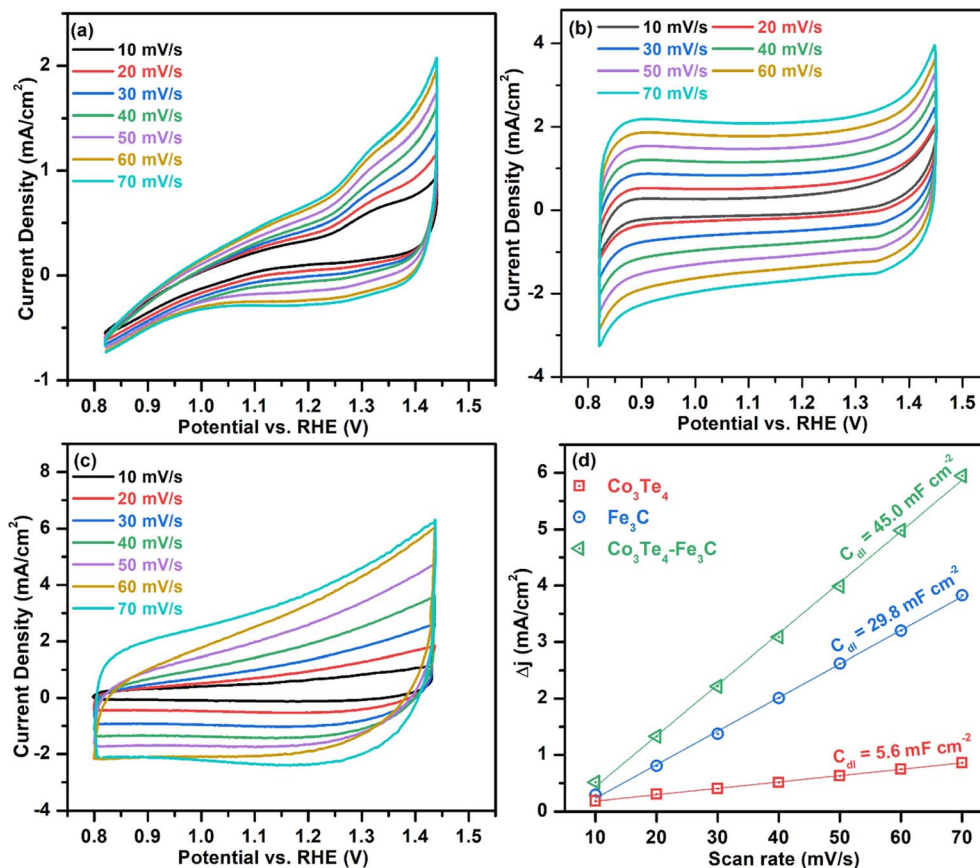 (a)
10 mV/s
20 mV/s
30 mV/s
40 mV/s
50 mV/s
60 mV/s
70 mV/s
Current Density (mA/cm²)
2
1
0
-1
0.8 0.9 1.0 1.1 1.2 1.3 1.4 1.5
Potential vs. RHE (V)
(b)
10 mV/s 20 mV/s
30 mV/s 40 mV/s
50 mV/s 60 mV/s
70 mV/s
Current Density (mA/cm²)
4
2
0
-2
-4
0.8 0.9 1.0 1.1 1.2 1.3 1.4 1.5
Potential vs. RHE (V)
(c)
10 mV/s
20 mV/s
30 mV/s
40 mV/s
50 mV/s
60 mV/s
70 mV/s
Current Density (mA/cm²)
8
6
4
2
0
-2
-4
0.8 0.9 1.0 1.1 1.2 1.3 1.4 1.5
Potential vs. RHE (V)
(d)
Co₃Te₄
Fe₃C
Co₃Te₄-Fe₃C
C_dl = 45.0 mF cm⁻²
C_dl = 29.8 mF cm⁻²
C_dl = 5.6 mF cm⁻²
Δj (mA/cm²)
6
5
4
3
2
1
0
10 20 30 40 50 60 70
Scan rate (mV/s)